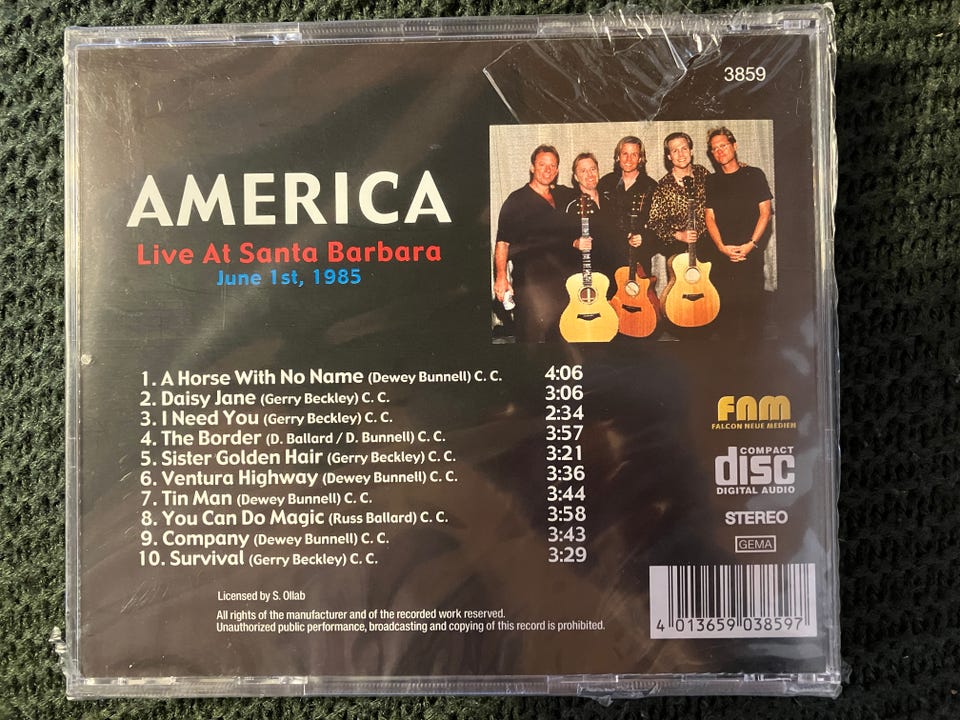 3859
AMERICA
Live At Santa Barbara
June 1st, 1985
1. A Horse With No Name (Dewey Bunnell) C. C. 4:06
2. Daisy Jane (Gerry Beckley) C. C. 3:06
3. I Need You (Gerry Beckley) C. C. 2:34
4. The Border (D. Ballard / D. Bunnell) C. C. 3:57
5. Sister Golden Hair (Gerry Beckley) C. C. 3:21
6. Ventura Highway (Dewey Bunnell) C. C. 3:36
7. Tin Man (Dewey Bunnell) C. C. 3:44
8. You Can Do Magic (Russ Ballard) C. C. 3:58
9. Company (Dewey Bunnell) C. C. 3:43
10. Survival (Gerry Beckley) C. C. 3:29
FNM
FALCON NEUE MEDIEN
COMPACT
disc
DIGITAL AUDIO
STEREO
GEMA
Licensed by S. Ollab
All rights of the manufacturer and of the recorded work reserved.
Unauthorized public performance, broadcasting and copying of this record is prohibited.
4 013659 038597